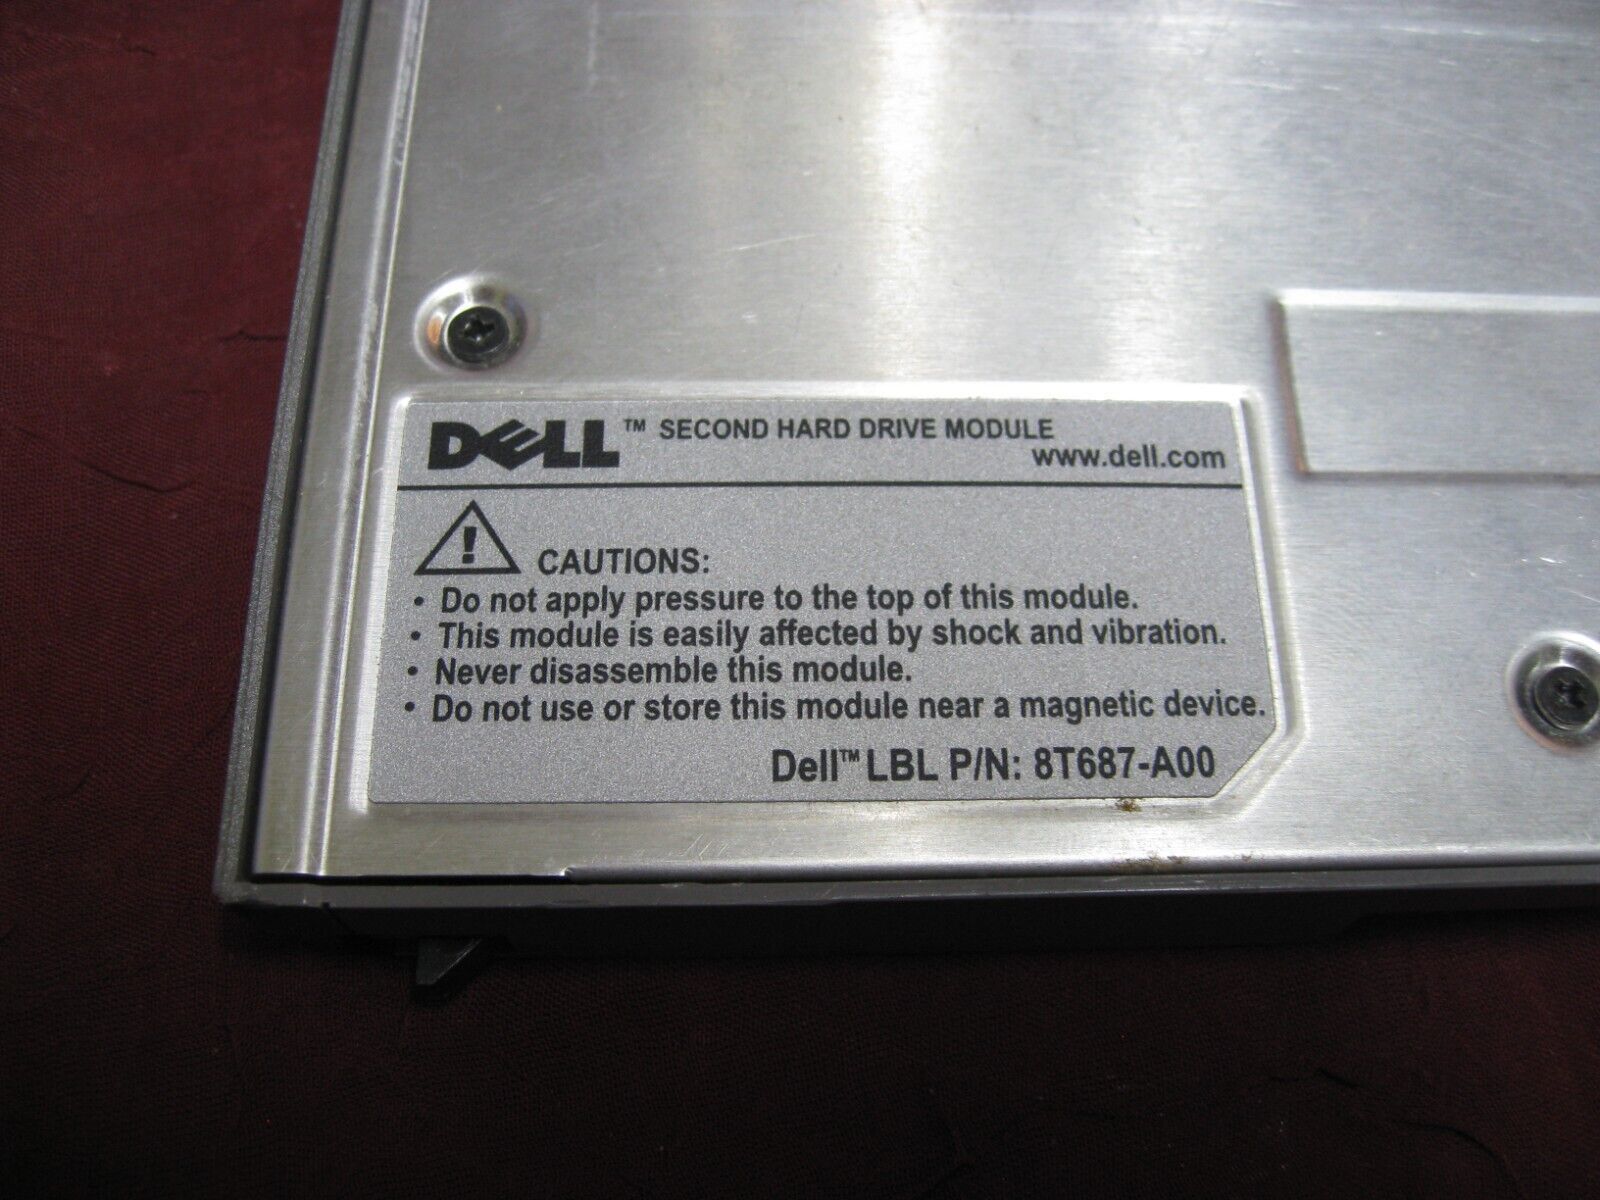 DELL™ SECOND HARD DRIVE MODULE
www.dell.com
! CAUTIONS:
• Do not apply pressure to the top of this module.
• This module is easily affected by shock and vibration.
• Never disassemble this module.
• Do not use or store this module near a magnetic device.
Dell™ LBL P/N: 8T687-A00